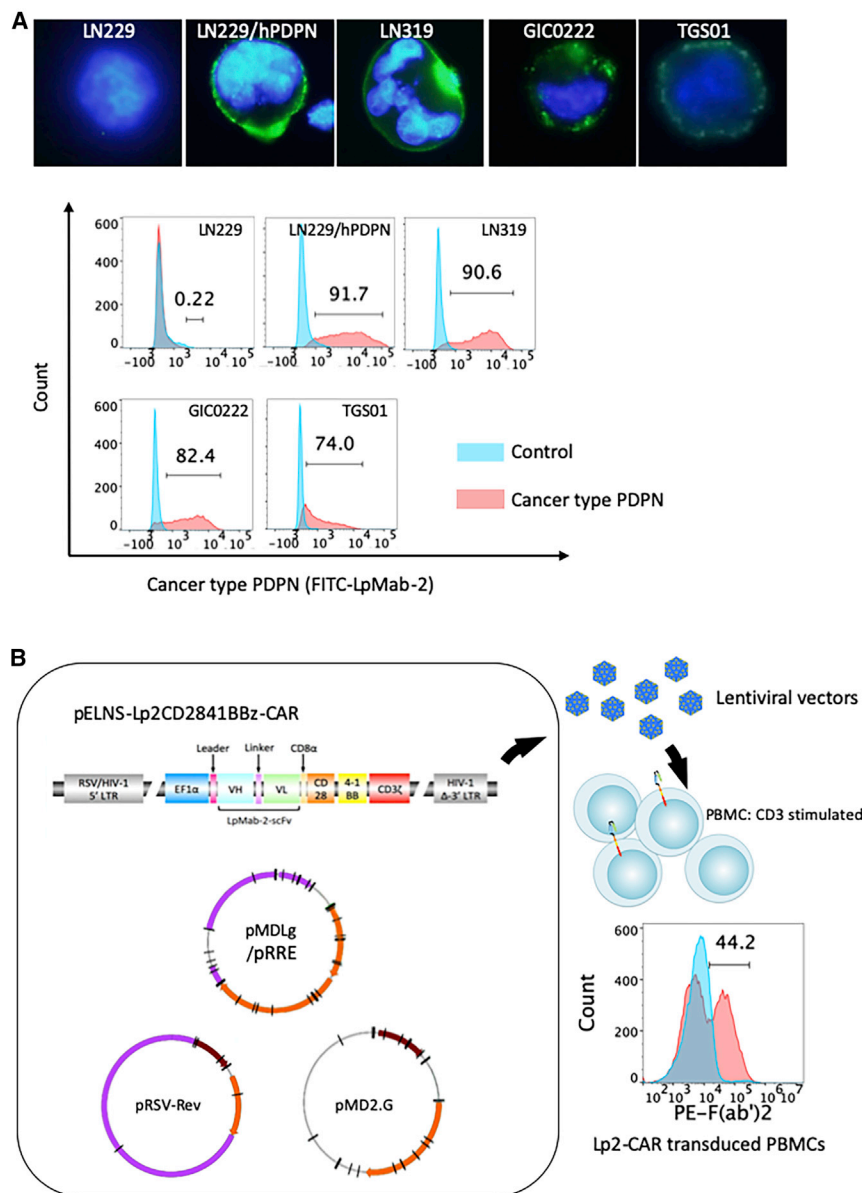 A
LN229
LN229/hPDPN
LN319
GIC0222
TGS01
Count
600
400
200
0
LN229
0.22
-100 10³ 10⁴ 10⁵
LN229/hPDPN
91.7
-100 10³ 10⁴ 10⁵
LN319
90.6
-100 10³ 10⁴ 10⁵
600
400
200
0
GIC0222
82.4
-100 10³ 10⁴ 10⁵
TGS01
74.0
-100 10³ 10⁴ 10⁵
Control
Cancer type PDPN
Cancer type PDPN (FITC-LpMab-2)
B
pELNS-Lp2CD2841BBz-CAR
Leader
Linker
CD8α
RSV/HIV-1
5' LTR
EF1α
VH
VL
CD
28
4-1
BB
CD3ζ
HIV-1
Δ-3' LTR
LpMab-2-scFv
pMDLg
/pRRE
pRSV-Rev
pMD2.G
Lentiviral vectors
PBMC: CD3 stimulated
Count
600
400
200
0
44.2
10² 10³ 10⁴ 10⁵ 10⁶ 10⁷
PE-F(ab')2
Lp2-CAR transduced PBMCs